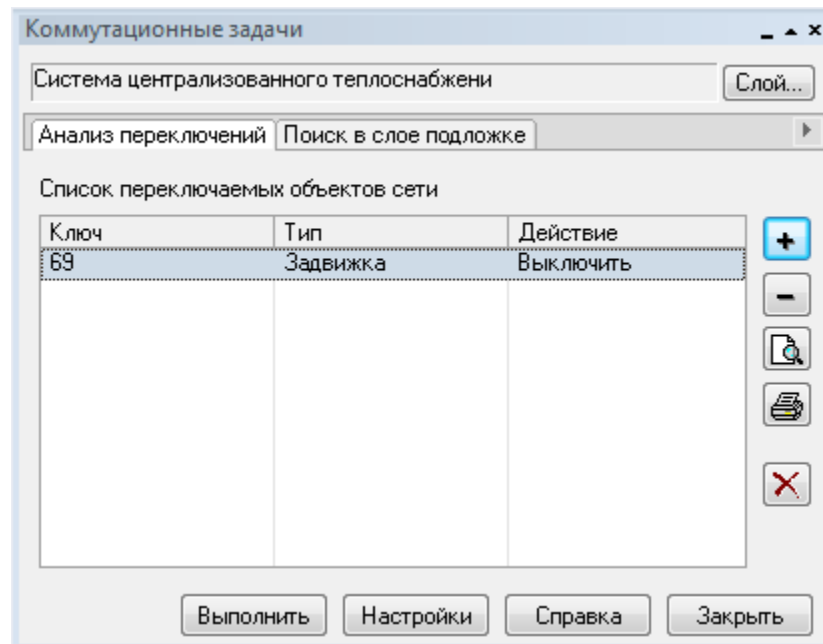 Коммутационные задачи
Система централизованного теплоснабжени
Слой...
Анализ переключений Поиск в слое подложке
Список переключаемых объектов сети
Ключ Тип Действие
69 Задвижка Выключить
Выполнить Настройки Справка Закрыть